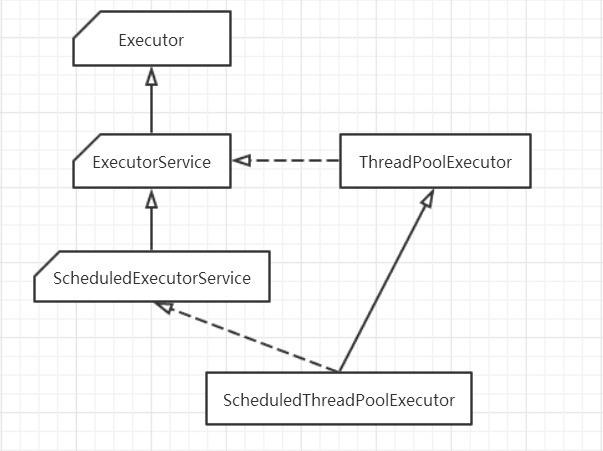 Executor
ExecutorService
ThreadPoolExecutor
ScheduledExecutorService
ScheduledThreadPoolExecutor